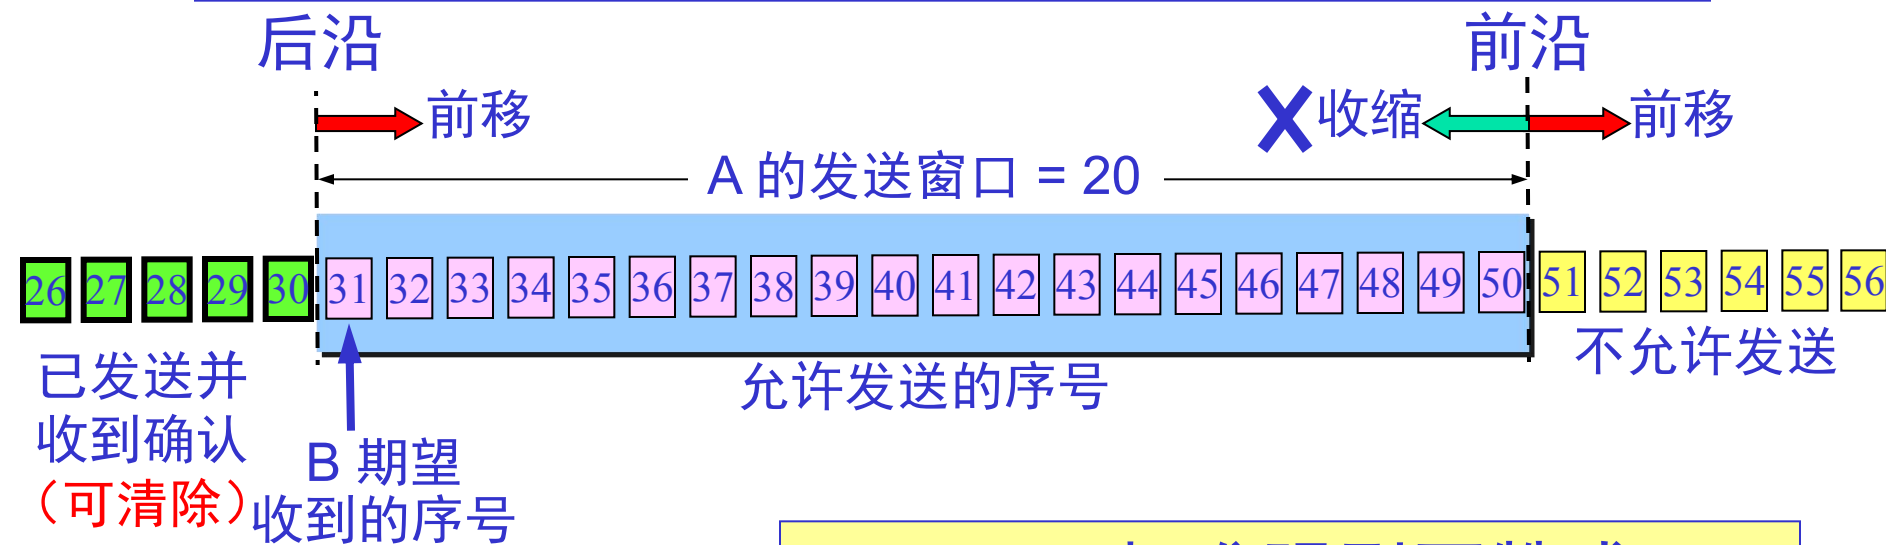 后沿
前沿
前移
收缩
前移
A 的发送窗口 = 20
26 27 28 29 30 31 32 33 34 35 36 37 38 39 40 41 42 43 44 45 46 47 48 49 50 51 52 53 54 55 56
已发送并
收到确认
（可清除）
允许发送的序号
不允许发送
B 期望
收到的序号